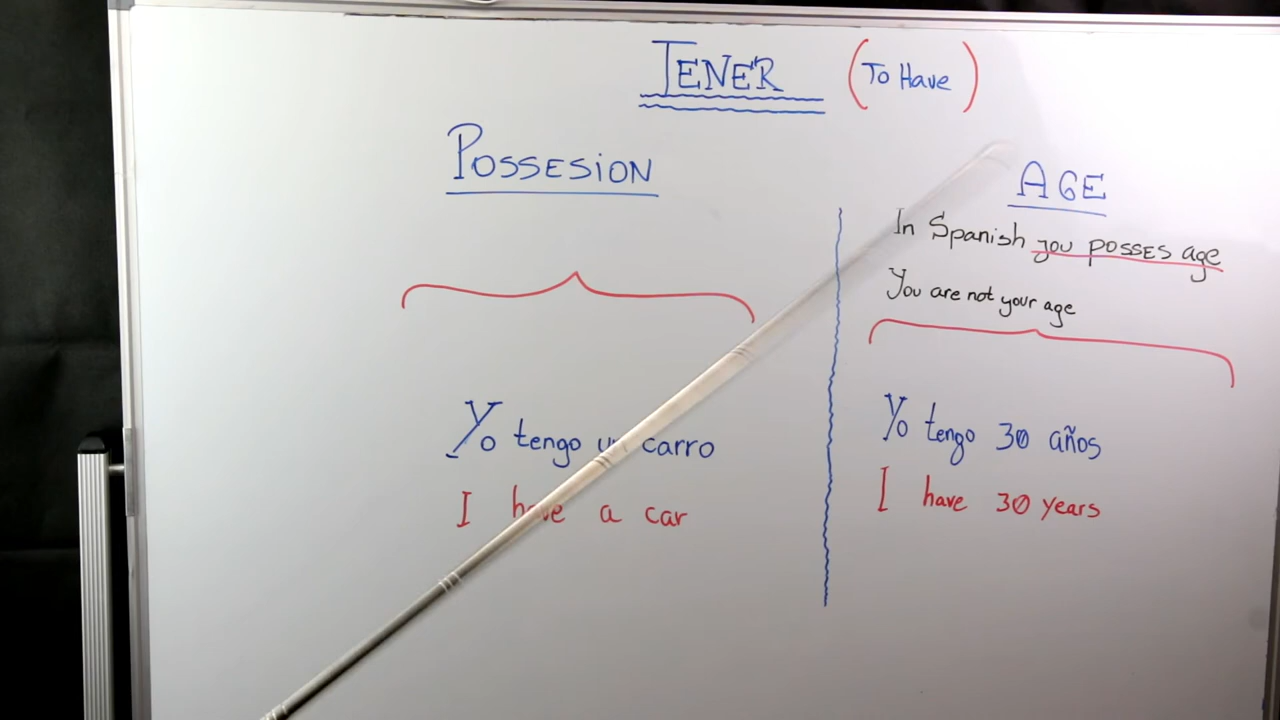 TENER (To Have)
POSSESION
AGE
In Spanish you posses age
You are not your age
Yo tengo un carro
I have a car
Yo tengo 30 años
I have 30 years